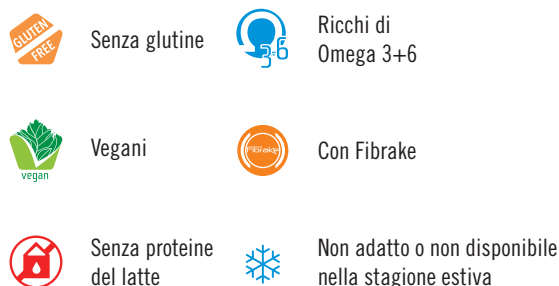 GLUTEN
FREE
Senza glutine
3+6
Ricchi di
Omega 3+6
vegan
Vegani
Fibrake
Con Fibrake
Senza proteine
del latte
Non adatto o non disponibile
nella stagione estiva